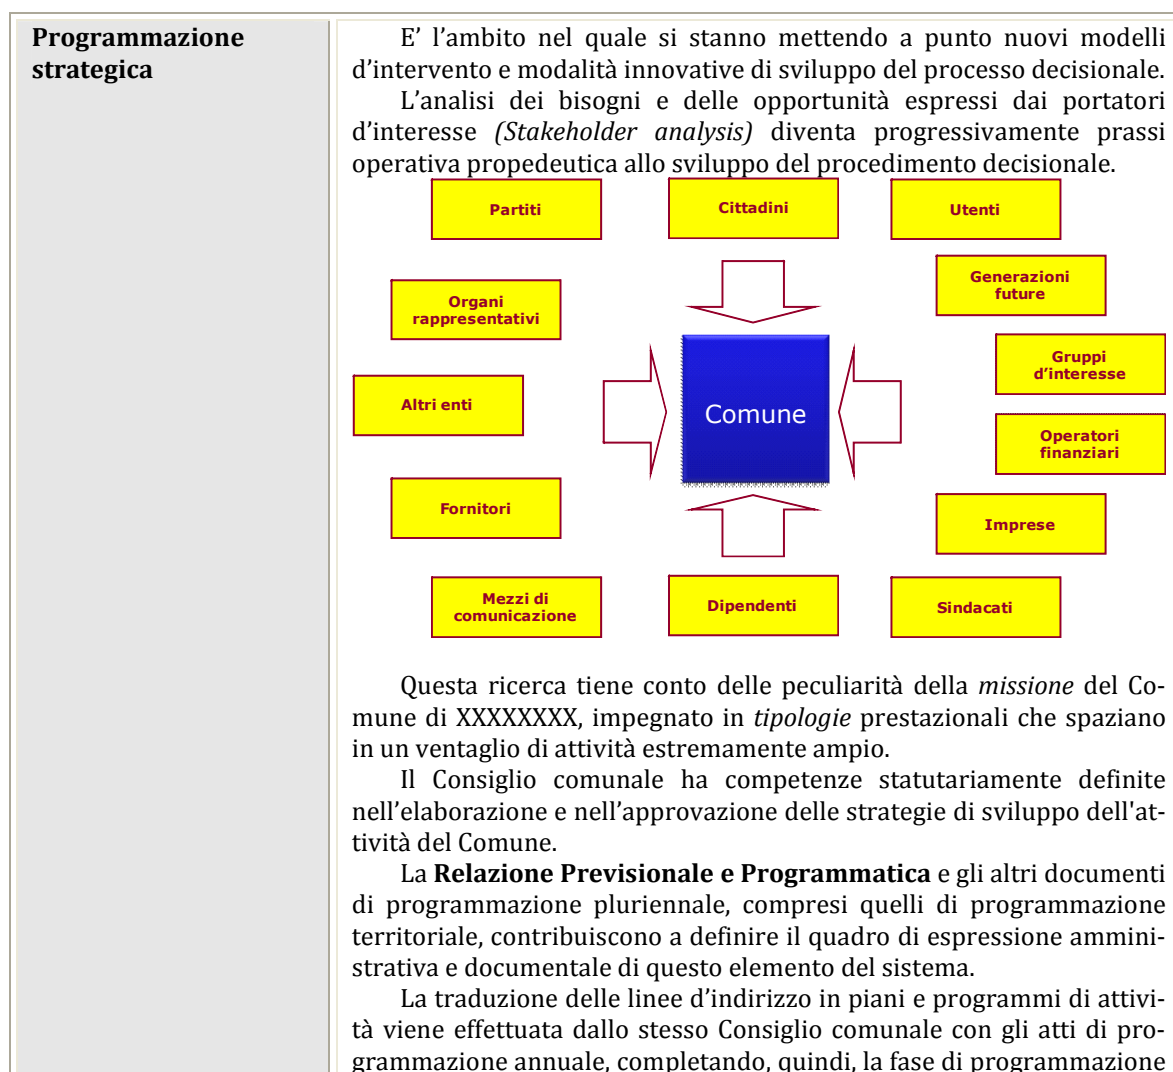 Programmazione
strategica
E’ l’ambito nel quale si stanno mettendo a punto nuovi modelli
d’intervento e modalità innovative di sviluppo del processo decisionale.
L’analisi dei bisogni e delle opportunità espressi dai portatori
d’interesse (Stakeholder analysis) diventa progressivamente prassi
operativa propedeutica allo sviluppo del procedimento decisionale.
Partiti
Cittadini
Utenti
Generazioni
future
Organi
rappresentativi
Gruppi
d’interesse
Altri enti
Comune
Operatori
finanziari
Fornitori
Imprese
Mezzi di
comunicazione
Dipendenti
Sindacati
Questa ricerca tiene conto delle peculiarità della missione del Co-
mune di XXXXXXXX, impegnato in tipologie prestazionali che spaziano
in un ventaglio di attività estremamente ampio.
Il Consiglio comunale ha competenze statutariamente definite
nell’elaborazione e nell’approvazione delle strategie di sviluppo dell'at-
tività del Comune.
La Relazione Previsionale e Programmatica e gli altri documenti
di programmazione pluriennale, compresi quelli di programmazione
territoriale, contribuiscono a definire il quadro di espressione ammini-
strativa e documentale di questo elemento del sistema.
La traduzione delle linee d’indirizzo in piani e programmi di attivi-
tà viene effettuata dallo stesso Consiglio comunale con gli atti di pro-
grammazione annuale, completando, quindi, la fase di programmazione